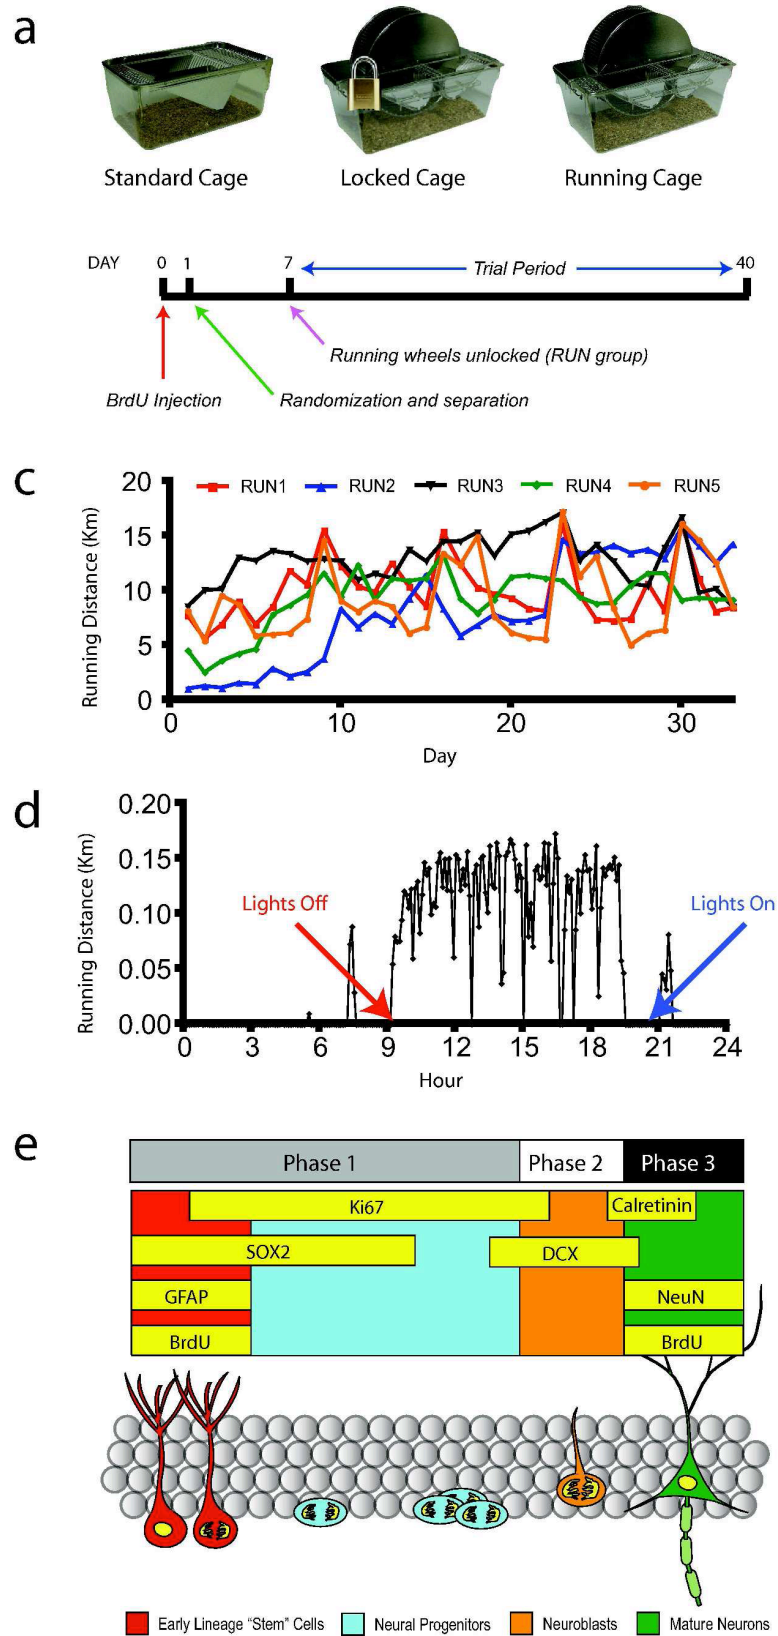 a
Standard Cage Locked Cage Running Cage
DAY 0 1 7 Trial Period 40
Running wheels unlocked (RUN group)
BrdU Injection Randomization and separation
c
RUN1 RUN2 RUN3 RUN4 RUN5
Running Distance (Km)
20
15
10
5
0
0 10 20 30
Day
d
Running Distance (Km)
0.20
0.15
0.10
0.05
0.00
Lights Off Lights On
0 3 6 9 12 15 18 21 24
Hour
e
Phase 1 Phase 2 Phase 3
Ki67 Calretinin
SOX2 DCX
GFAP NeuN
BrdU BrdU
Early Lineage "Stem" Cells Neural Progenitors Neuroblasts Mature Neurons